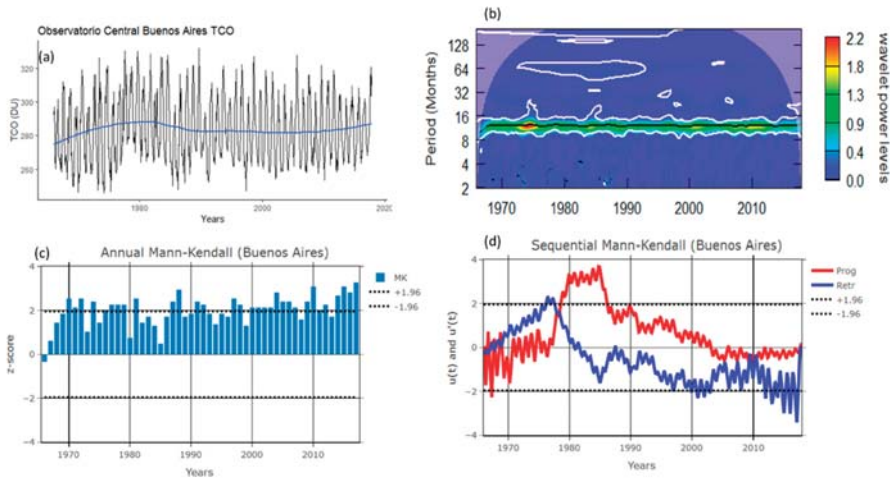 Observatorio Central Buenos Aires TCO
(a)
TCO (DU)
320
300
280
260
1980
2000
2020
Years
(b)
Period (Months)
128
64
32
16
8
4
2
1970
1980
1990
2000
2010
wavelet power levels
2.2
1.8
1.3
0.9
0.4
0.0
(c)
Annual Mann-Kendall (Buenos Aires)
z-score
4
2
0
−2
−4
1970
1980
1990
2000
2010
Years
MK
+1.96
-1.96
(d)
Sequential Mann-Kendall (Buenos Aires)
u(t) and u'(t)
4
2
0
−2
−4
1970
1980
1990
2000
2010
Years
Prog
Retr
+1.96
-1.96